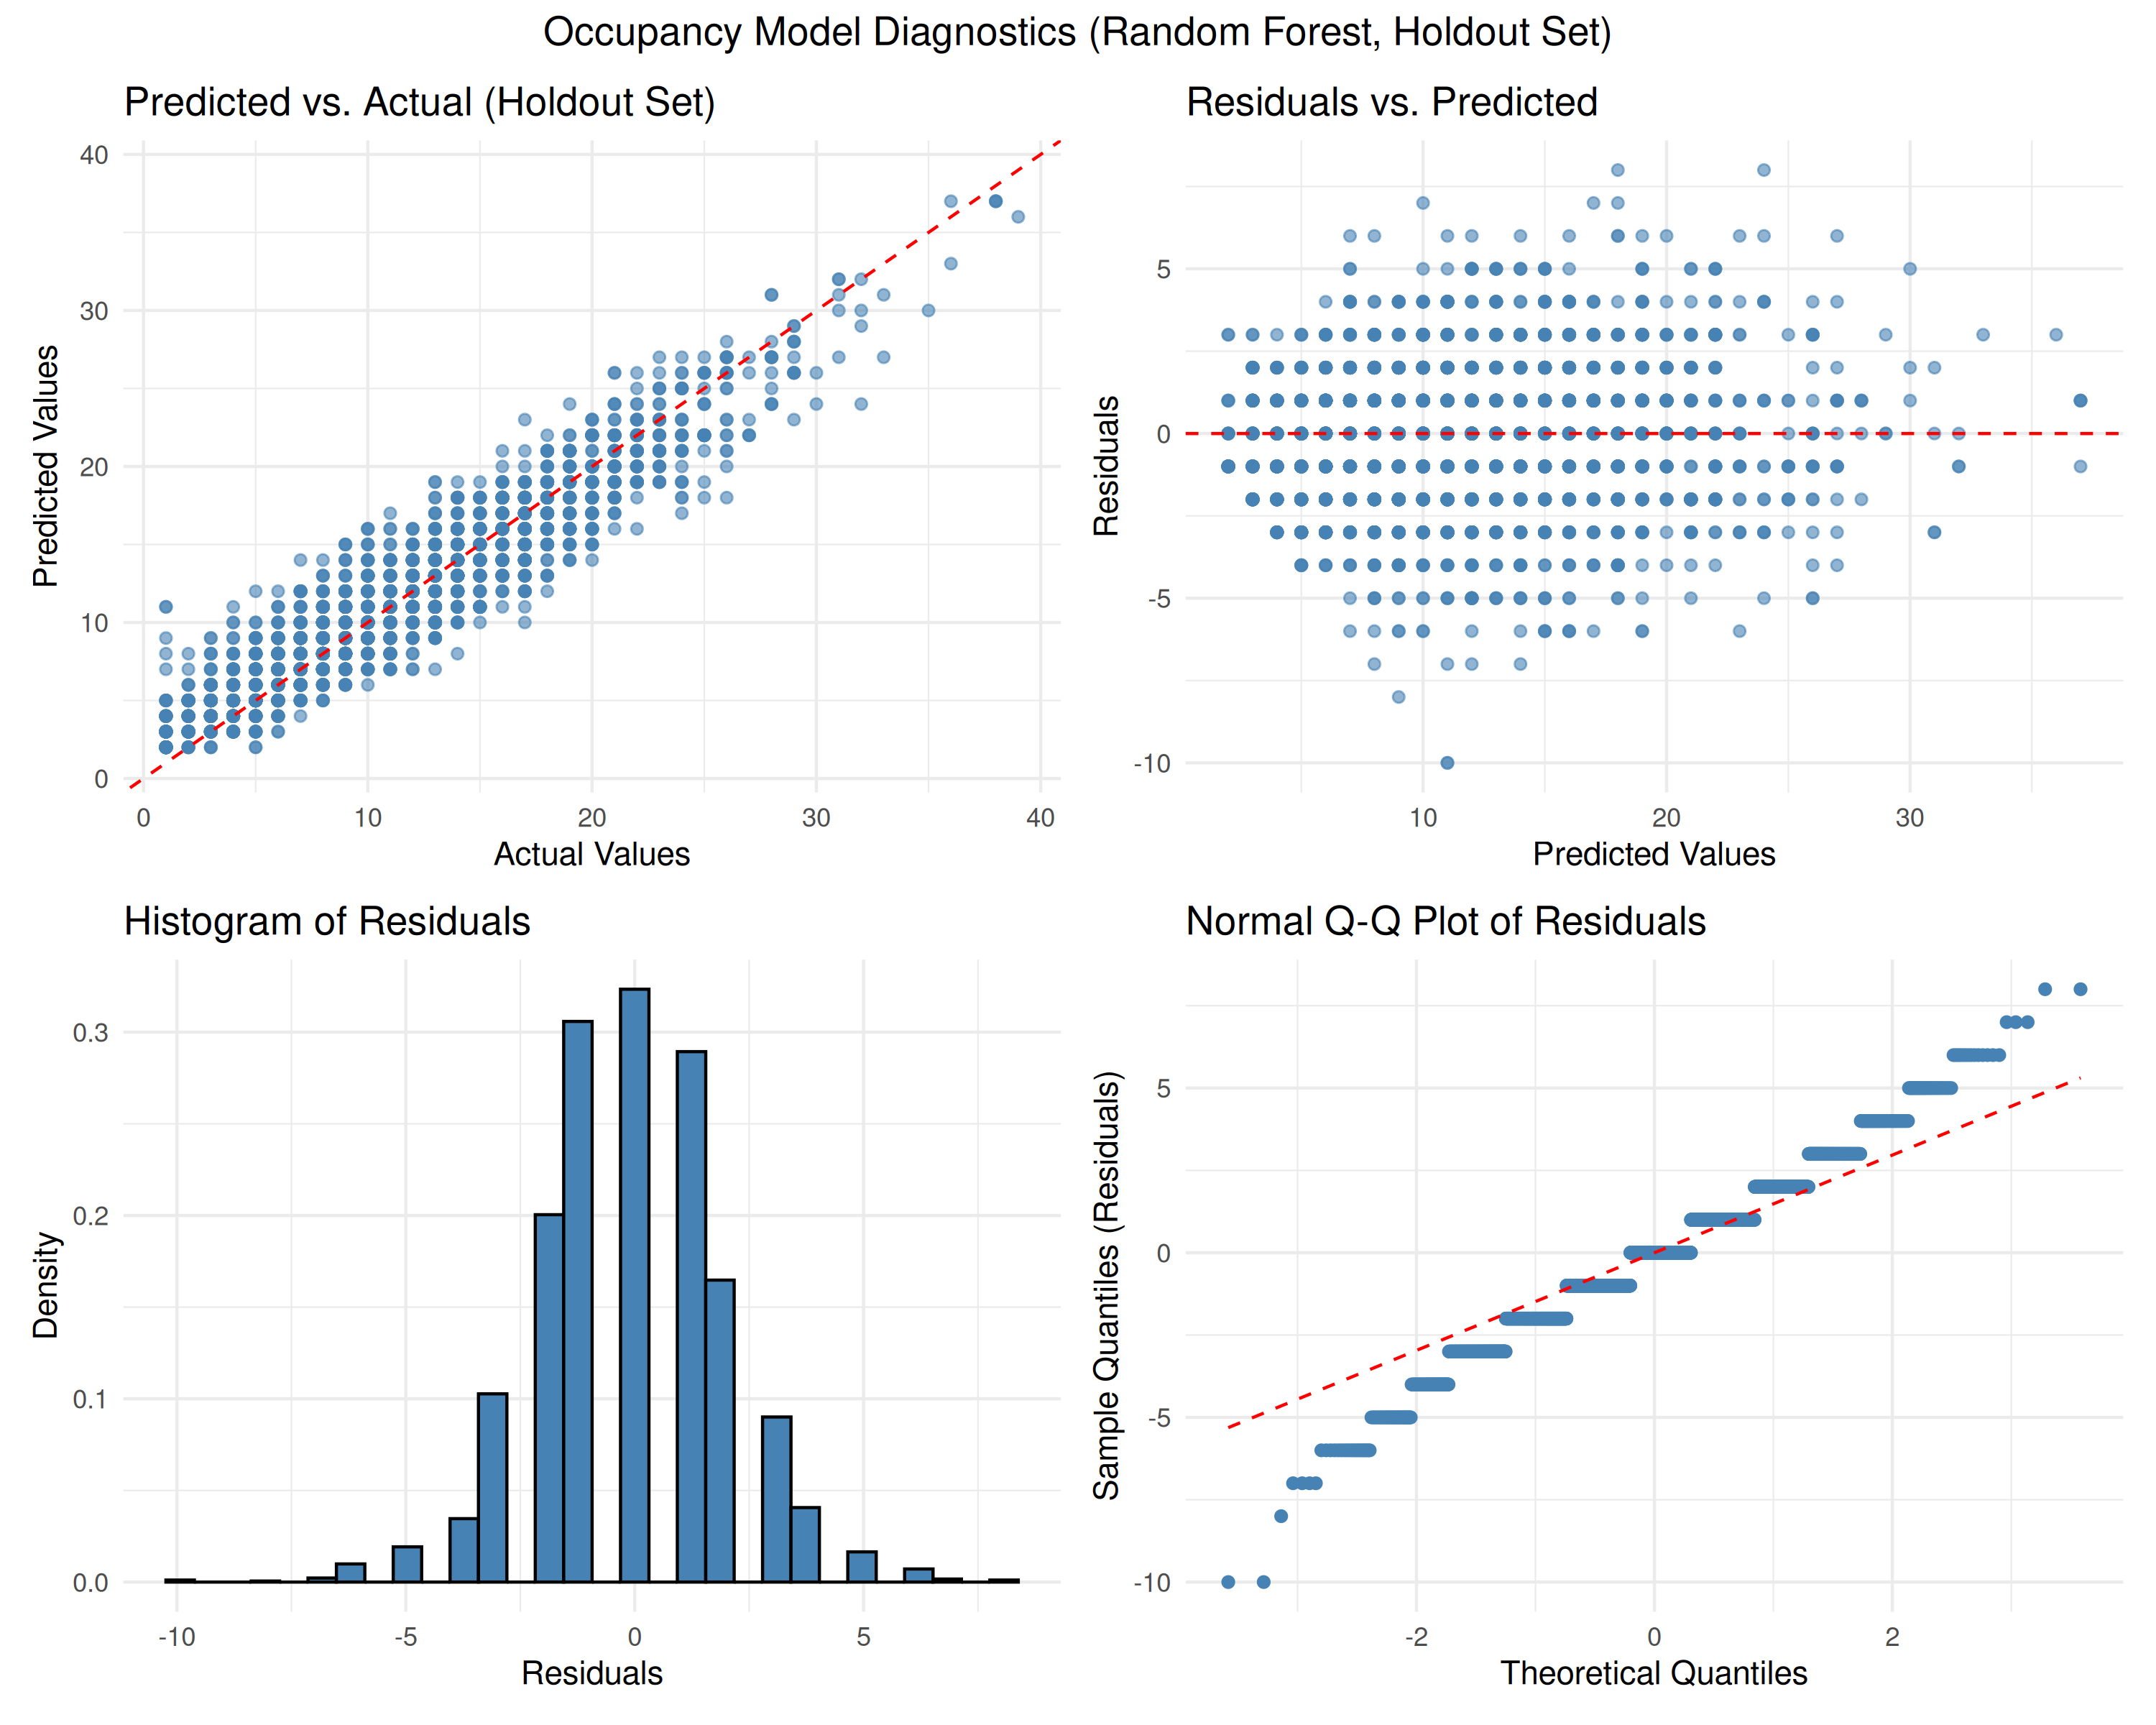 Occupancy Model Diagnostics (Random Forest, Holdout Set)
Predicted vs. Actual (Holdout Set)
40
30
20
10
0
Predicted Values
0 10 20 30 40
Actual Values
Residuals vs. Predicted
5
0
-5
-10
Residuals
10 20 30
Predicted Values
Histogram of Residuals
0.3
0.2
0.1
0.0
Density
-10 -5 0 5
Residuals
Normal Q-Q Plot of Residuals
5
0
-5
-10
Sample Quantiles (Residuals)
-2 0 2
Theoretical Quantiles